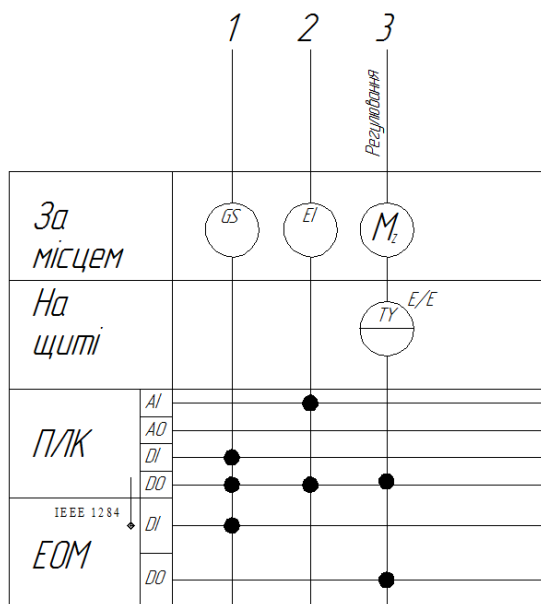 1 2 3
Регулювання
За
місцем
GS EI M₂
На
щиті
TY E/E
ПЛК
AI
AO
DI
DO
IEEE 1284
ЕОМ
DI
DO